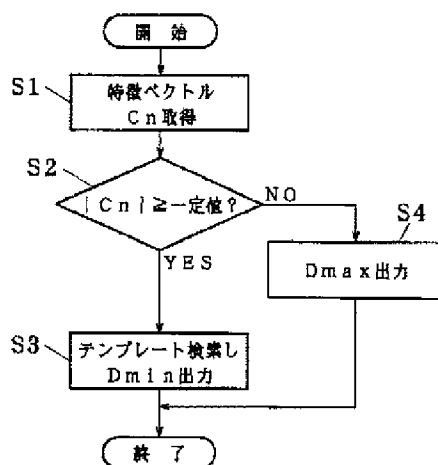 開 始
S1
特徴ベクトル
Cn取得
S2
|Cn|≧一定値?
NO
S4
YES
Dmax出力
S3
テンプレート検索し
Dmin出力
終 了